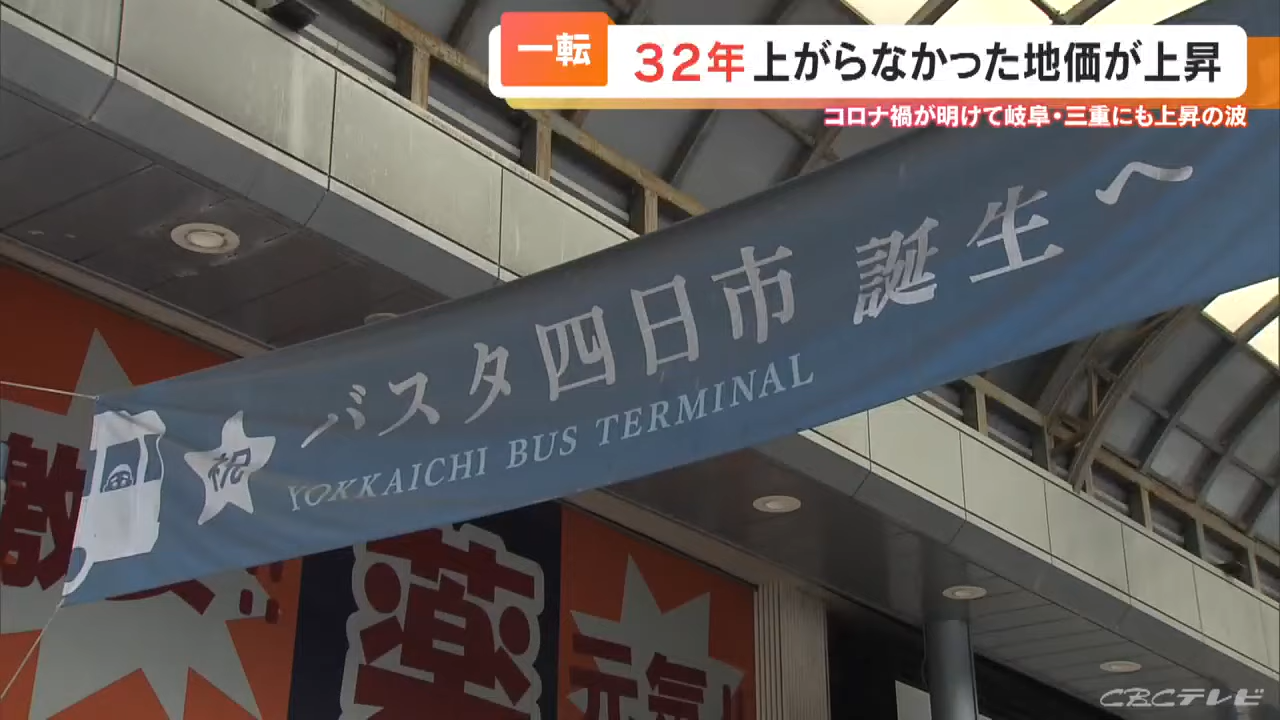 一転
32年上がらなかった地価が上昇
コロナ禍が明けて岐阜・三重にも上昇の波
祝 バスタ四日市 誕生へ
YOKKAICHI BUS TERMINAL
激
薬
元気
CBCテレビ